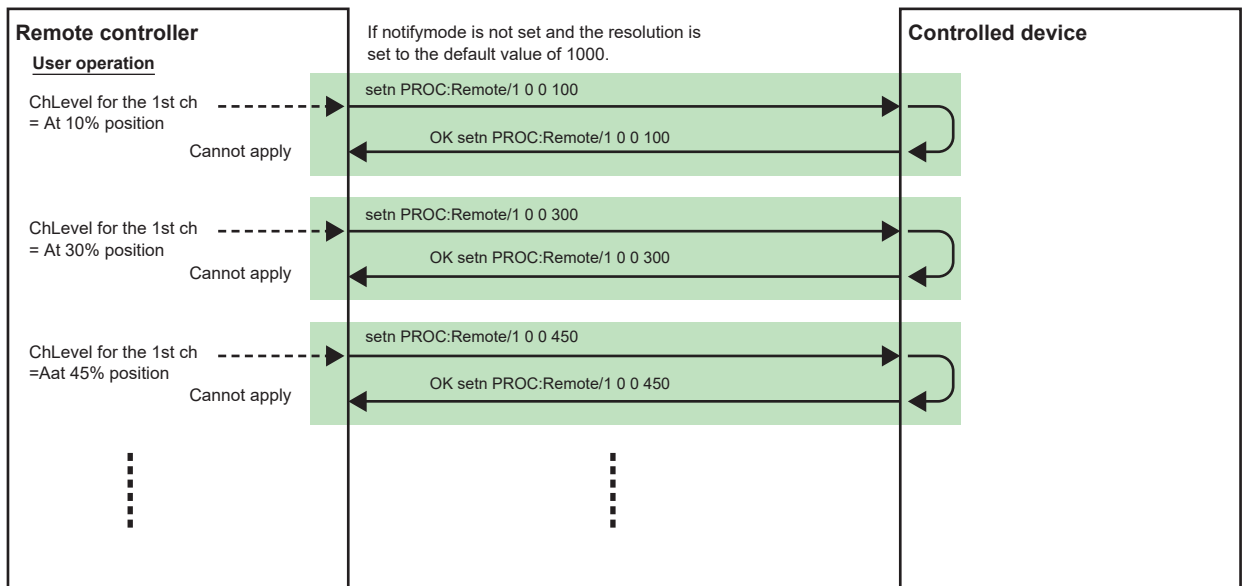 Remote controller
If notifymode is not set and the resolution is
set to the default value of 1000.
Controlled device
User operation
ChLevel for the 1st ch
= At 10% position
setn PROC:Remote/1 0 0 100
OK setn PROC:Remote/1 0 0 100
Cannot apply
ChLevel for the 1st ch
= At 30% position
setn PROC:Remote/1 0 0 300
OK setn PROC:Remote/1 0 0 300
Cannot apply
ChLevel for the 1st ch
=Aat 45% position
setn PROC:Remote/1 0 0 450
OK setn PROC:Remote/1 0 0 450
Cannot apply